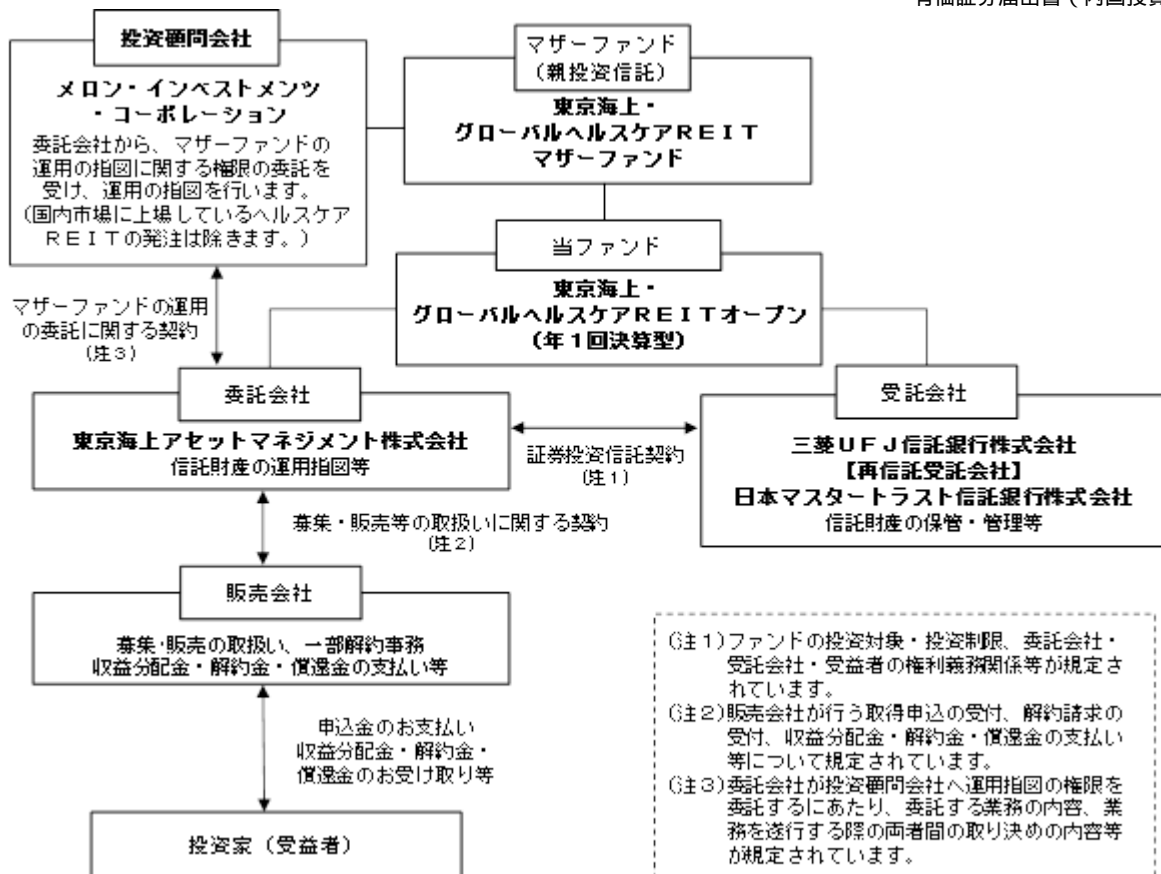 有価証券届出書(内国投資
投資顧問会社
メロン・インベストメンツ
・コーポレーション
委託会社から、マザーファンドの
運用の指図に関する権限の委託を
受け、運用の指図を行います。
(国内市場に上場しているヘルスケア
REITの発注は除きます。)
マザーファンド
(親投資信託)
東京海上・
グローバルヘルスケアREIT
マザーファンド
当ファンド
東京海上・
グローバルヘルスケアREITオープン
(年1回決算型)
マザーファンドの運用
の委託に関する契約
(注3)
委託会社
東京海上アセットマネジメント株式会社
信託財産の運用指図等
証券投資信託契約
(注1)
受託会社
三菱UFJ信託銀行株式会社
【再信託受託会社】
日本マスタートラスト信託銀行株式会社
信託財産の保管・管理等
募集・販売等の取扱いに関する契約
(注2)
販売会社
募集・販売の取扱い、一部解約事務
収益分配金・解約金・償還金の支払い等
申込金のお支払い
収益分配金・解約金・
償還金のお受け取り等
投資家(受益者)
(注1)ファンドの投資対象・投資制限、委託会社・
受託会社・受益者の権利義務関係等が規定さ
れています。
(注2)販売会社が行う取得申込の受付、解約請求の
受付、収益分配金・解約金・償還金の支払い
等について規定されています。
(注3)委託会社が投資顧問会社へ運用指図の権限を
委託するにあたり、委託する業務の内容、業
務を遂行する際の両者間の取り決めの内容等
が規定されています。